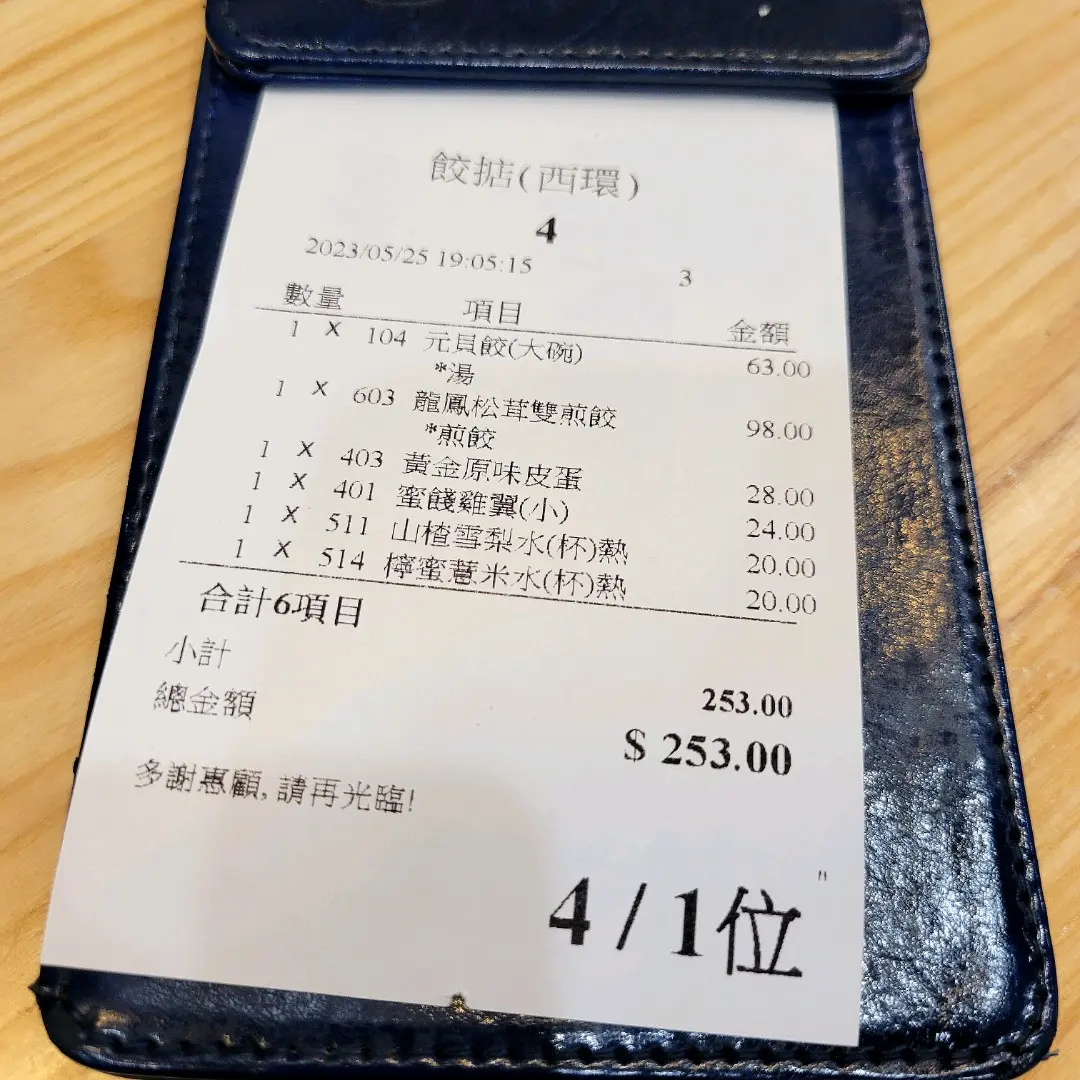 餃掂(西環)
4
2023/05/25 19:05:15 3
數量 項目 金額
1 X 104 元貝餃(大碗) 63.00
*湯
1 X 603 龍鳳松茸雙煎餃 98.00
*煎餃
1 X 403 黃金原味皮蛋 28.00
1 X 401 蜜餞雞翼(小) 24.00
1 X 511 山楂雪梨水(杯)熱 20.00
1 X 514 檸蜜薏米水(杯)熱 20.00
合計6項目
小計 253.00
總金額 $ 253.00
多謝惠顧, 請再光臨!
4 / 1位